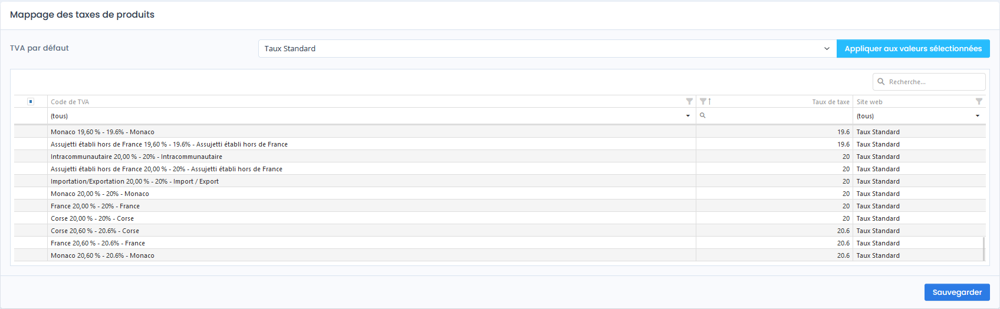 Mappage des taxes de produits
TVA par défaut
Taux Standard
Appliquer aux valeurs sélectionnées
Recherche...
Code de TVA Taux de taxe Site web
(tous) (tous)
Monaco 19,60 % - 19.6% - Monaco 19.6 Taux Standard
Assujetti établi hors de France 19,60 % - 19.6% - Assujetti établi hors de France 19.6 Taux Standard
Intracommunautaire 20,00 % - 20% - Intracommunautaire 20 Taux Standard
Assujetti établi hors de France 20,00 % - 20% - Assujetti établi hors de France 20 Taux Standard
Importation/Exportation 20,00 % - 20% - Import / Export 20 Taux Standard
Monaco 20,00 % - 20% - Monaco 20 Taux Standard
France 20,00 % - 20% - France 20 Taux Standard
Corse 20,00 % - 20% - Corse 20 Taux Standard
Corse 20,60 % - 20.6% - Corse 20.6 Taux Standard
France 20,60 % - 20.6% - France 20.6 Taux Standard
Monaco 20,60 % - 20.6% - Monaco 20.6 Taux Standard
Sauvegarder